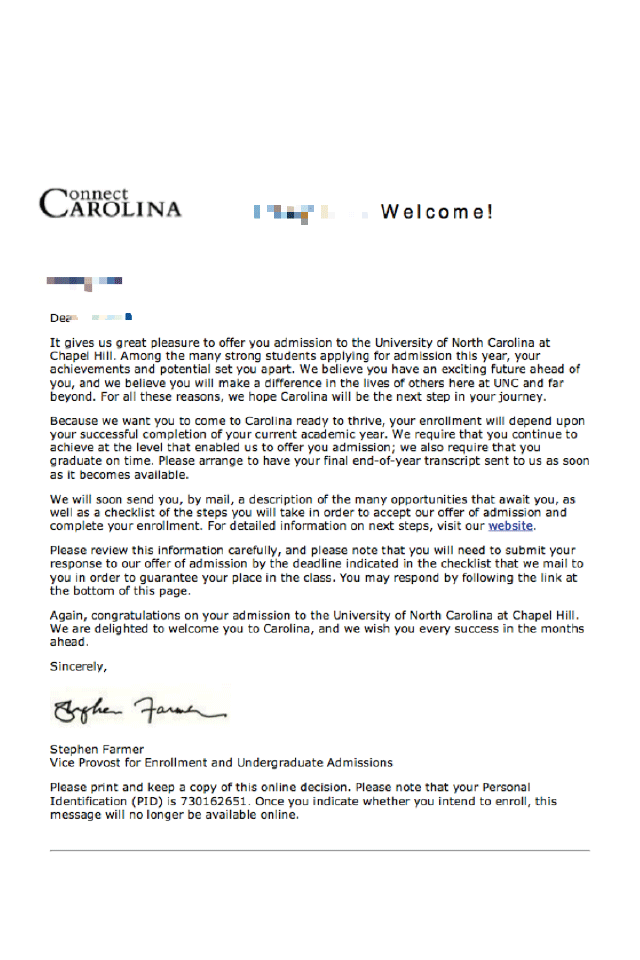 Connect
CAROLINA
Welcome!
It gives us great pleasure to offer you admission to the University of North Carolina at
Chapel Hill. Among the many strong students applying for admission this year, your
achievements and potential set you apart. We believe you have an exciting future ahead of
you, and we believe you will make a difference in the lives of others here at UNC and far
beyond. For all these reasons, we hope Carolina will be the next step in your journey.
Because we want you to come to Carolina ready to thrive, your enrollment will depend upon
your successful completion of your current academic year. We require that you continue to
achieve at the level that enabled us to offer you admission; we also require that you
graduate on time. Please arrange to have your final end-of-year transcript sent to us as soon
as it becomes available.
We will soon send you, by mail, a description of the many opportunities that await you, as
well as a checklist of the steps you will take in order to accept our offer of admission and
complete your enrollment. For detailed information on next steps, visit our website.
Please review this information carefully, and please note that you will need to submit your
response to our offer of admission by the deadline indicated in the checklist that we mail to
you in order to guarantee your place in the class. You may respond by following the link at
the bottom of this page.
Again, congratulations on your admission to the University of North Carolina at Chapel Hill.
We are delighted to welcome you to Carolina, and we wish you every success in the months
ahead.
Sincerely,
Stephen Farmer
Stephen Farmer
Vice Provost for Enrollment and Undergraduate Admissions
Please print and keep a copy of this online decision. Please note that your Personal
Identification (PID) is 730162651. Once you indicate whether you intend to enroll, this
message will no longer be available online.